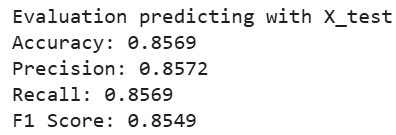 Evaluation predicting with X_test
Accuracy: 0.8569
Precision: 0.8572
Recall: 0.8569
F1 Score: 0.8549